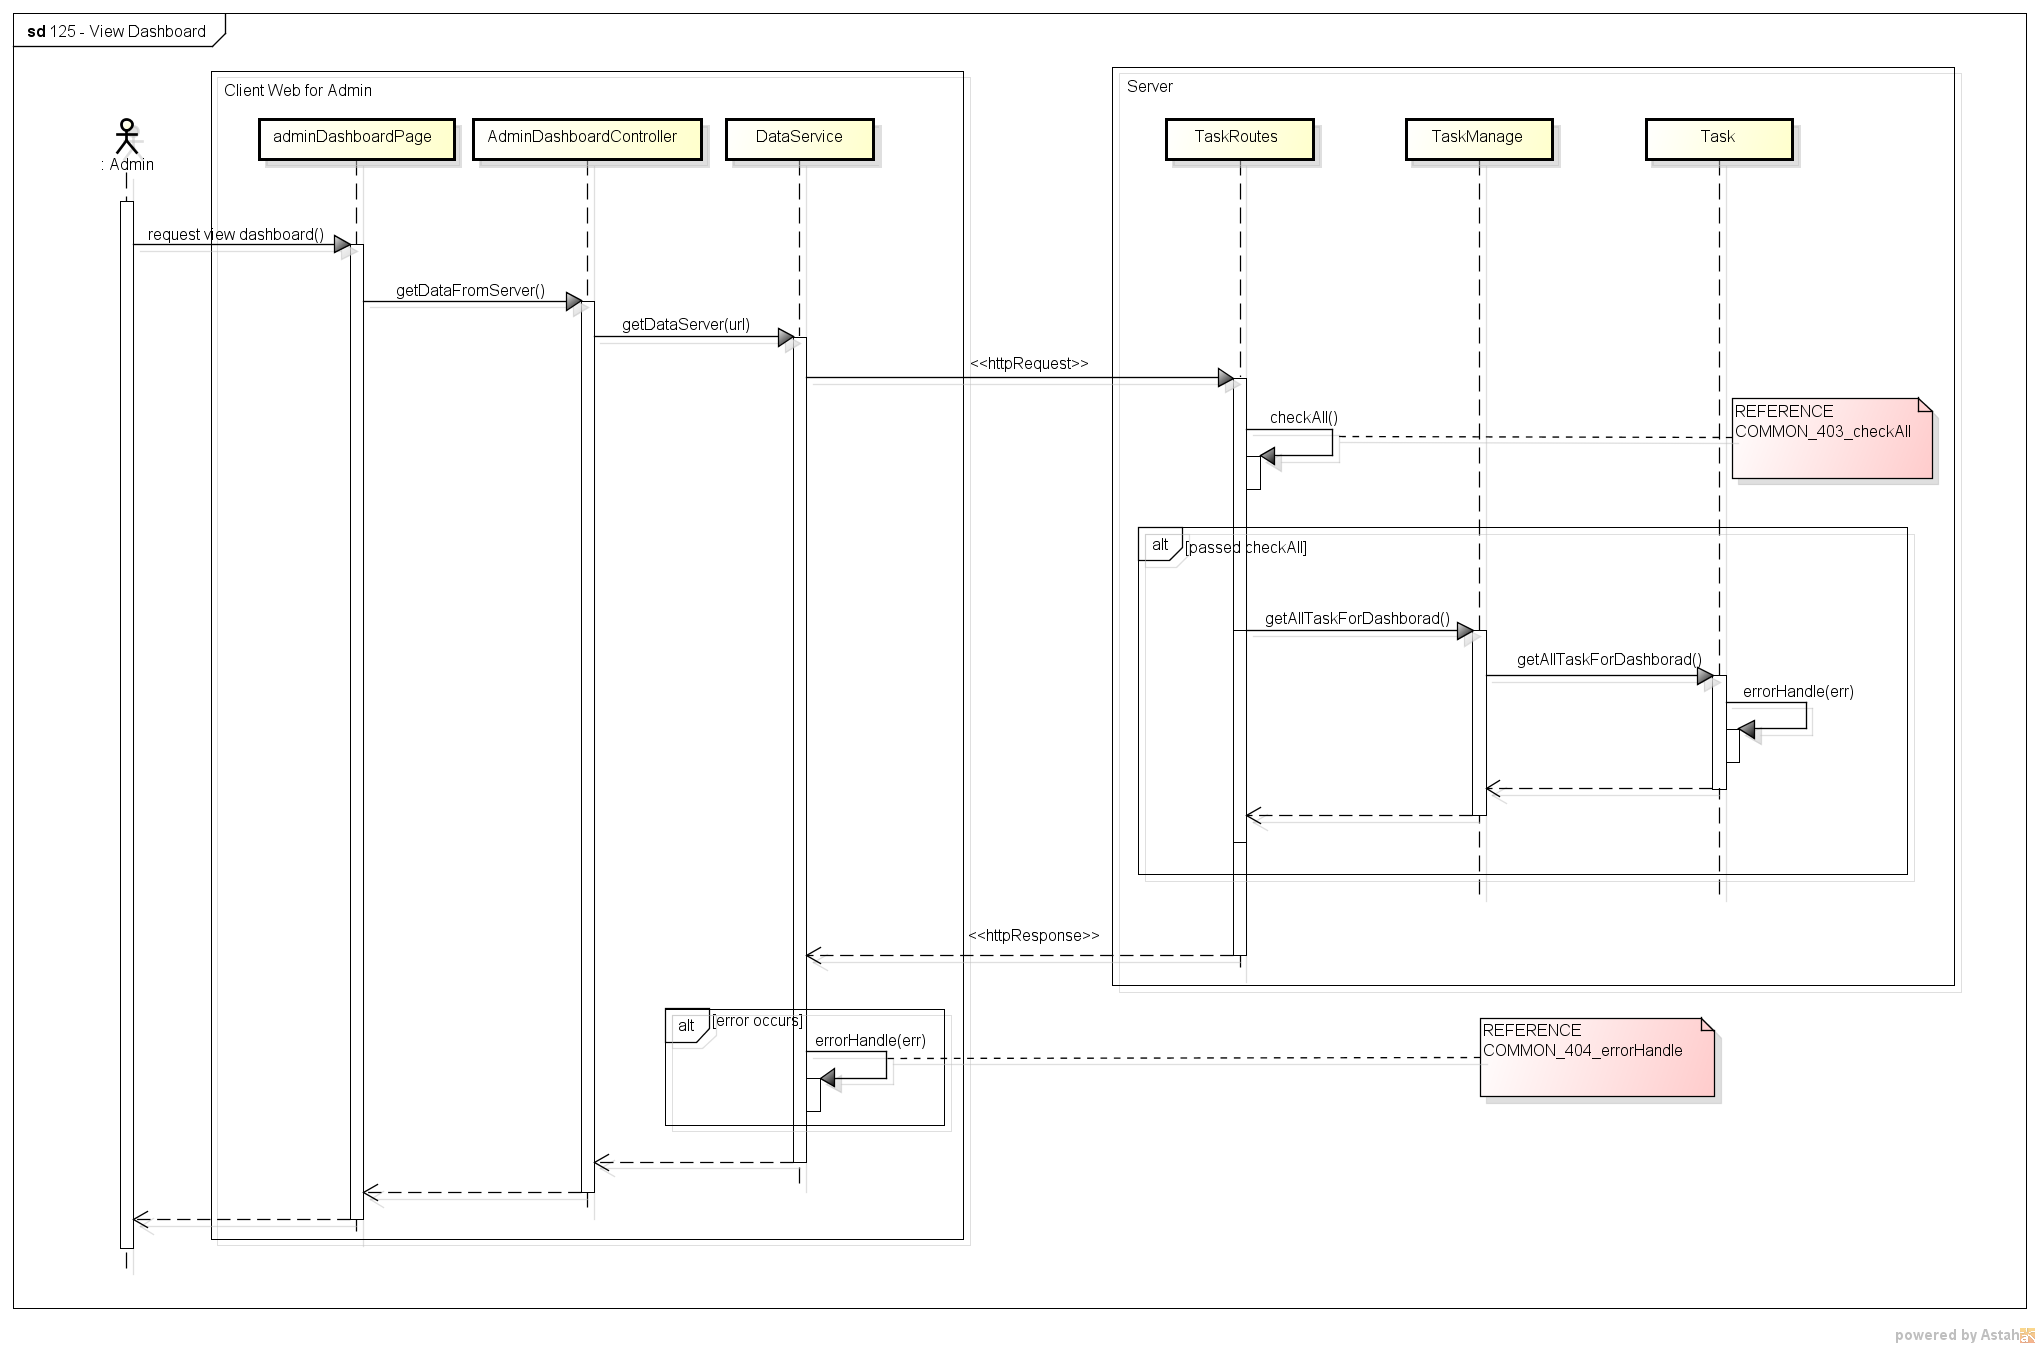 sd 125 - View Dashboard
Client Web for Admin
Server
adminDashboardPage
AdminDashboardController
DataService
TaskRoutes
TaskManage
Task
: Admin
request view dashboard()
getDataFromServer()
getDataServer(url)
<<httpRequest>>
checkAll()
REFERENCE
COMMON_403_checkAll
alt
[passed checkAll]
getAllTaskForDashborad()
getAllTaskForDashborad()
errorHandle(err)
<<httpResponse>>
alt
[error occurs]
errorHandle(err)
REFERENCE
COMMON_404_errorHandle
powered by Astah